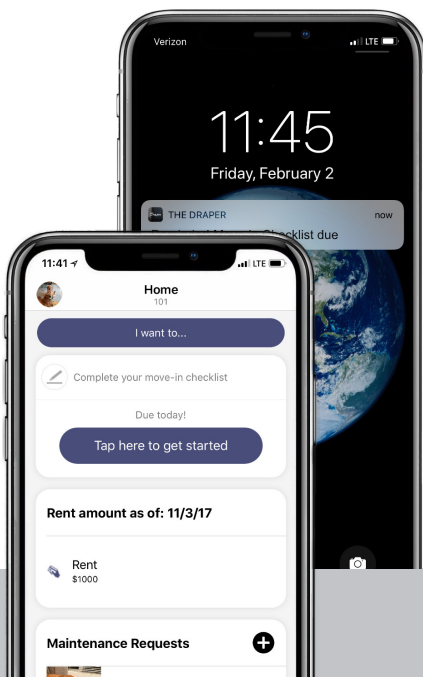 Verizon
LTE
11:45
Friday, February 2
THE DRAPER
now
Checklist due
11:41
LTE
Home
101
I want to...
Complete your move-in checklist
Due today!
Tap here to get started
Rent amount as of: 11/3/17
Rent
$1000
Maintenance Requests